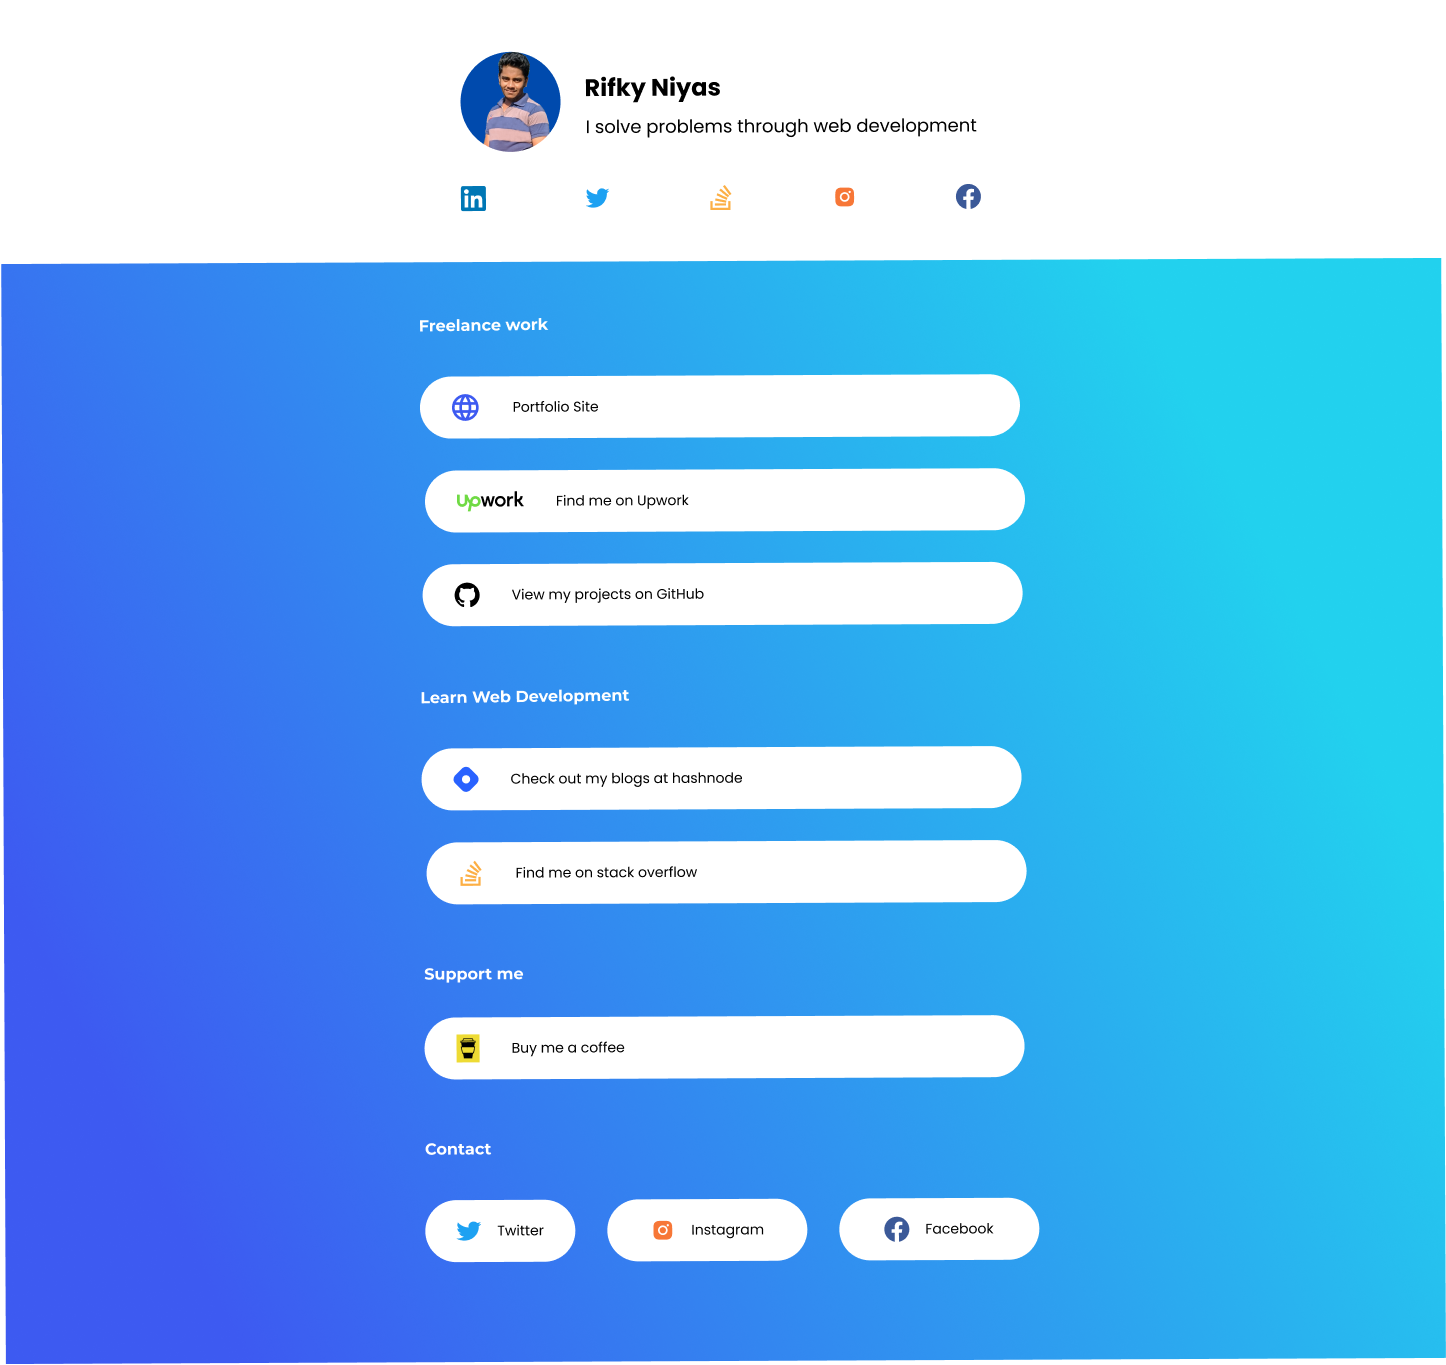 Rifky Niyas
I solve problems through web development
in
Freelance work
Portfolio Site
upwork Find me on Upwork
View my projects on GitHub
Learn Web Development
Check out my blogs at hashnode
Find me on stack overflow
Support me
Buy me a coffee
Contact
Twitter Instagram Facebook